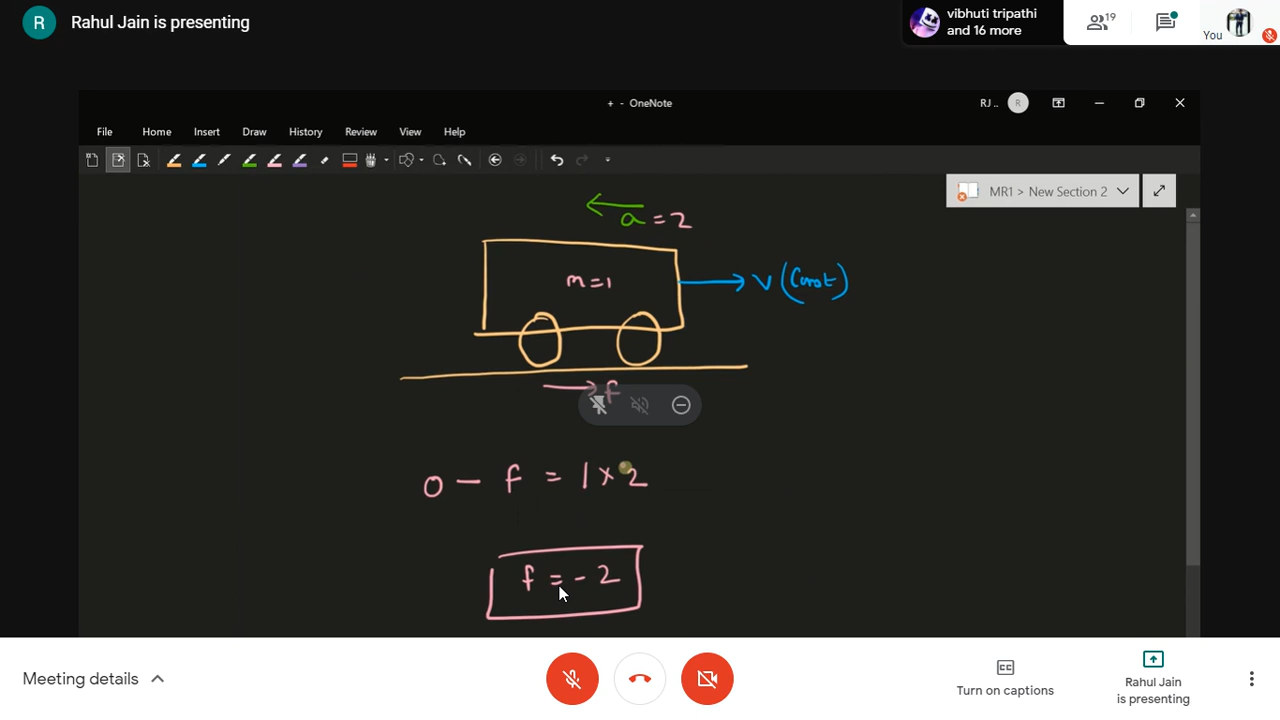 R Rahul Jain is presenting
vibhuti tripathi
and 16 more
19
You
+ - OneNote
RJ ..
R
File Home Insert Draw History Review View Help
MR1 > New Section 2
a = 2
m = 1
v (const)
f
0 - f = 1 x 2
f = - 2
Meeting details
CC
Turn on captions
Rahul Jain
is presenting